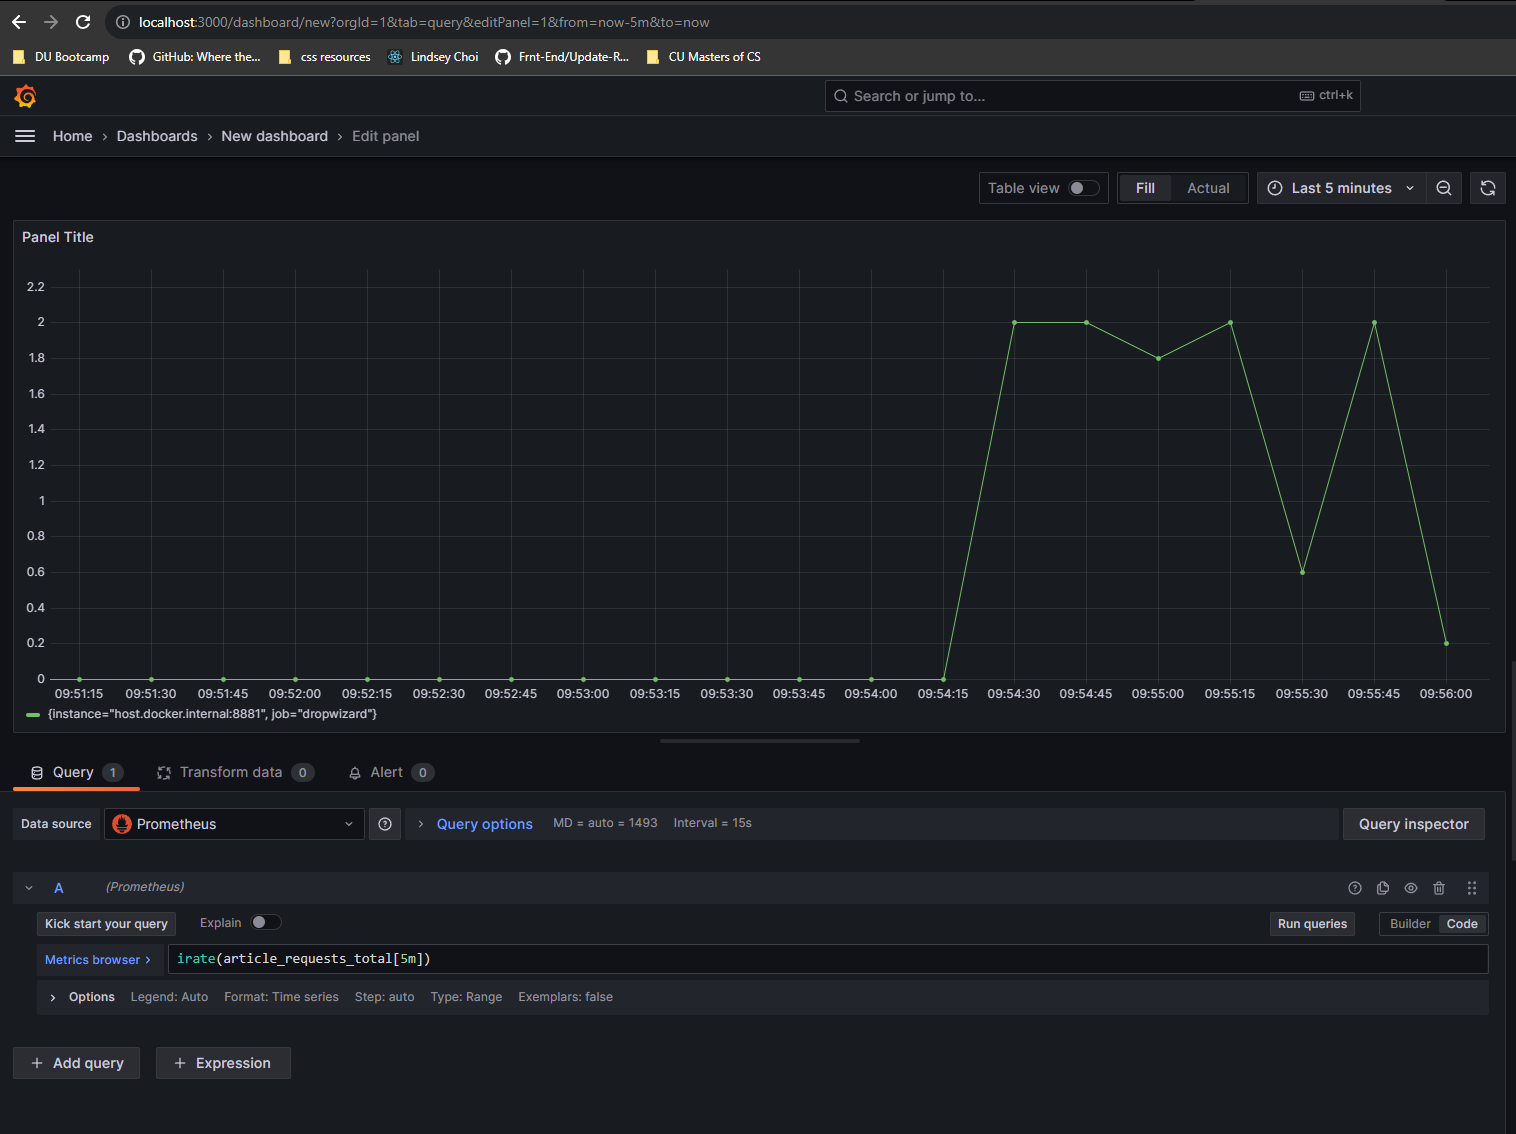 localhost:3000/dashboard/new?orgId=1&tab=query&editPanel=1&from=now-5m&to=now
DU Bootcamp GitHub: Where the... css resources Lindsey Choi Frnt-End/Update-R... CU Masters of CS
Search or jump to... ctrl+k
Home > Dashboards > New dashboard > Edit panel
Table view Fill Actual Last 5 minutes
Panel Title
2.2
2
1.8
1.6
1.4
1.2
1
0.8
0.6
0.4
0.2
0
09:51:15 09:51:30 09:51:45 09:52:00 09:52:15 09:52:30 09:52:45 09:53:00 09:53:15 09:53:30 09:53:45 09:54:00 09:54:15 09:54:30 09:54:45 09:55:00 09:55:15 09:55:30 09:55:45 09:56:00
{instance="host.docker.internal:8881", job="dropwizard"}
Query 1 Transform data 0 Alert 0
Data source Prometheus > Query options MD = auto = 1493 Interval = 15s Query inspector
A (Prometheus)
Kick start your query Explain Run queries Builder Code
Metrics browser > irate(article_requests_total[5m])
> Options Legend: Auto Format: Time series Step: auto Type: Range Exemplars: false
+ Add query + Expression